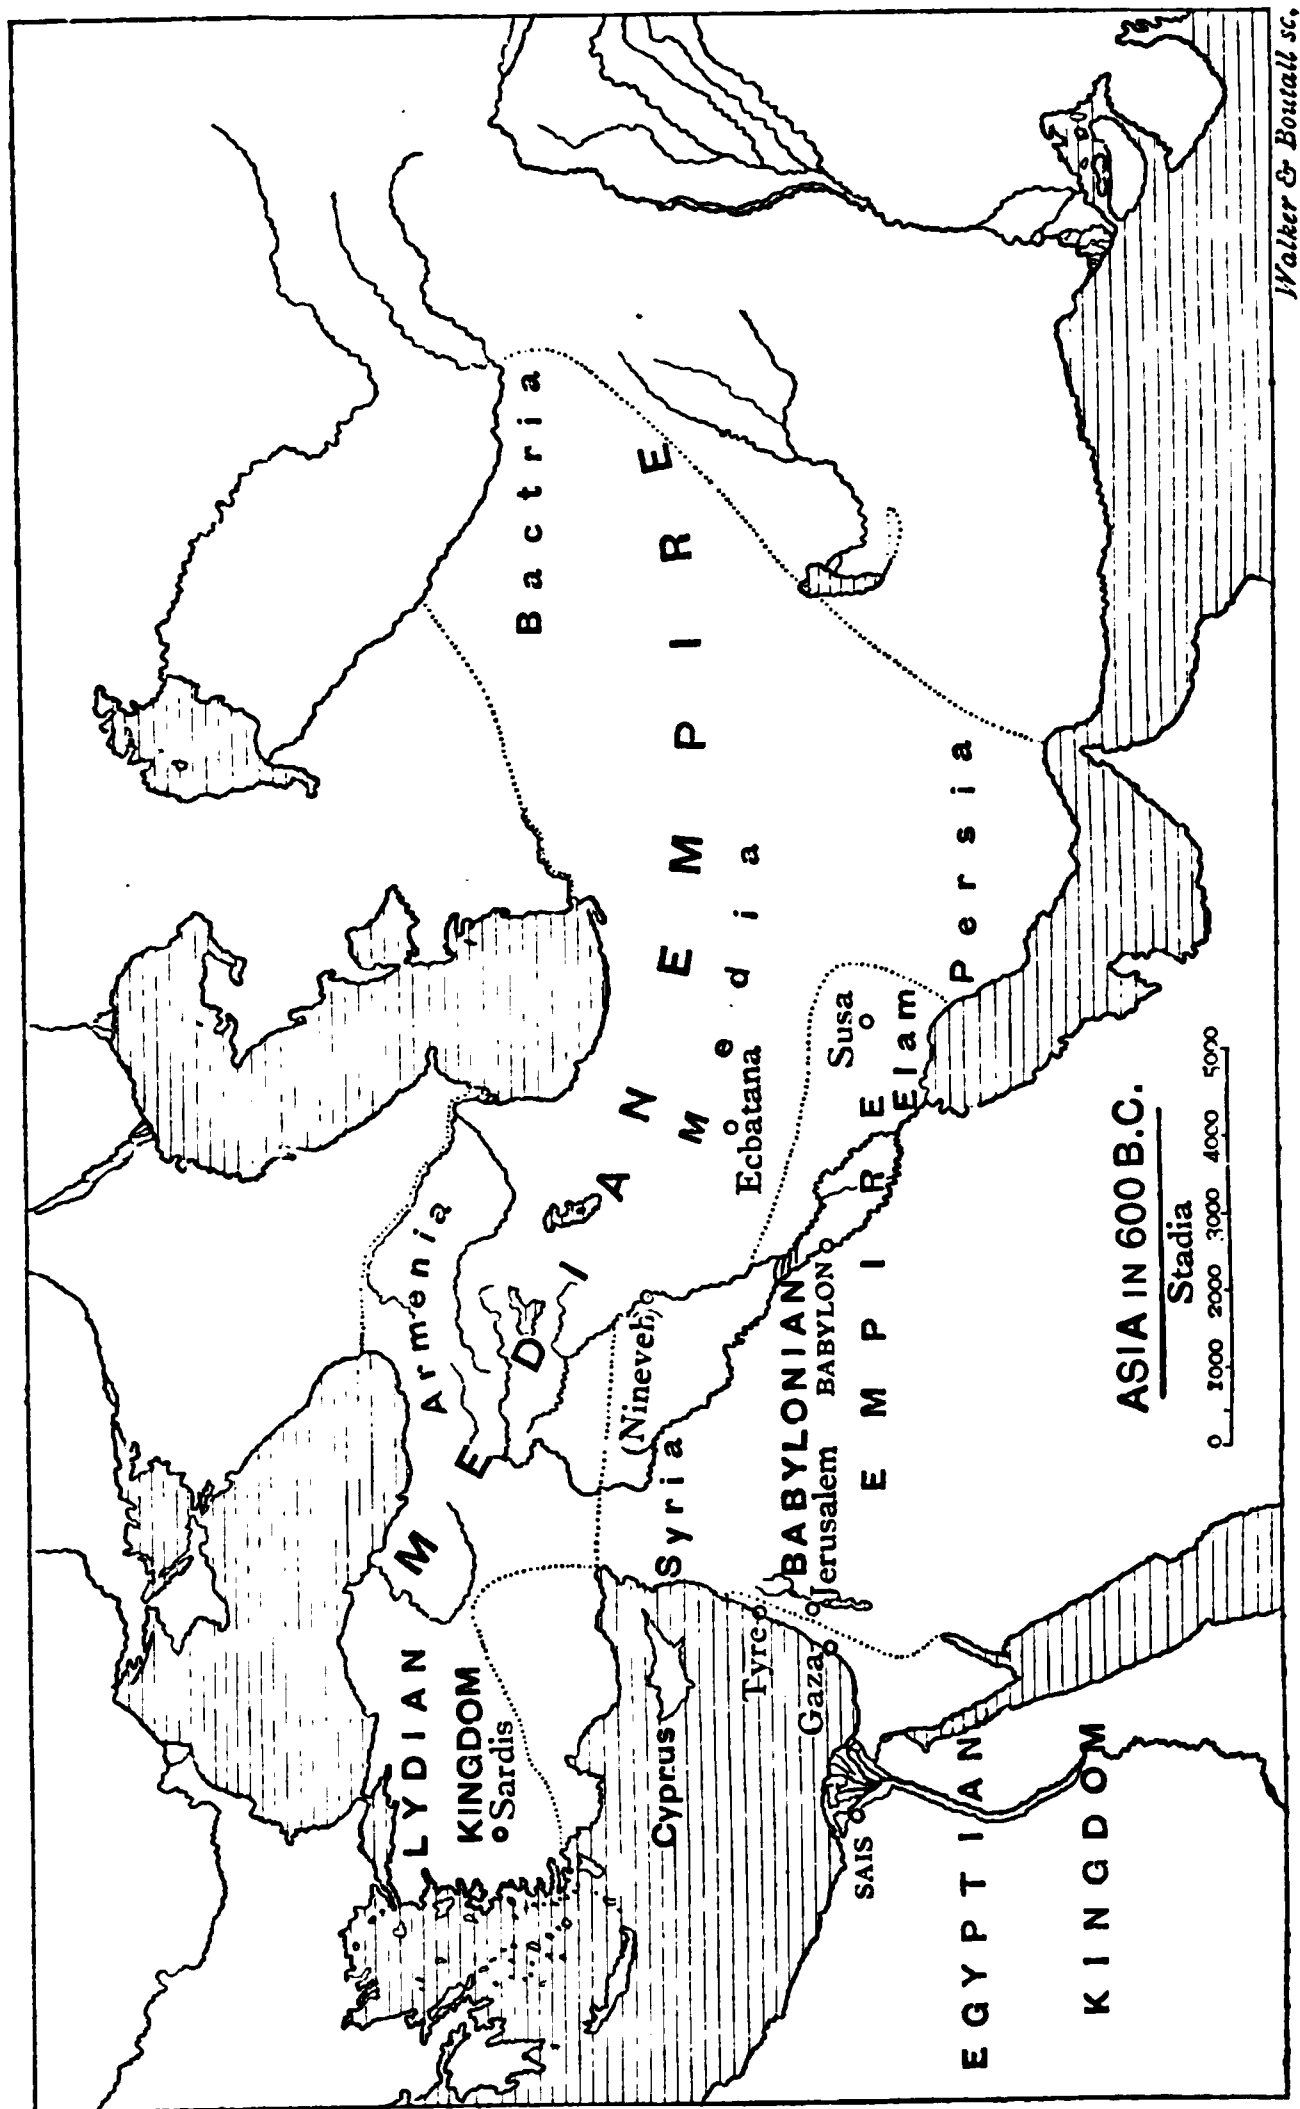 LYDIAN
KINGDOM
Sardis
MEDIAN EMPIRE
Armenia
Bactria
Media
Ecbatana
Persia
Cyprus
Syria
(Nineveh)
Tyre
Gaza
Jerusalem
BABYLONIAN
EMPIRE
BABYLON
Susa
Elam
SAIS
EGYPTIAN
KINGDOM
ASIA IN 600 B.C.
Stadia
0 1000 2000 3000 4000 5000
Walker & Boutall sc.